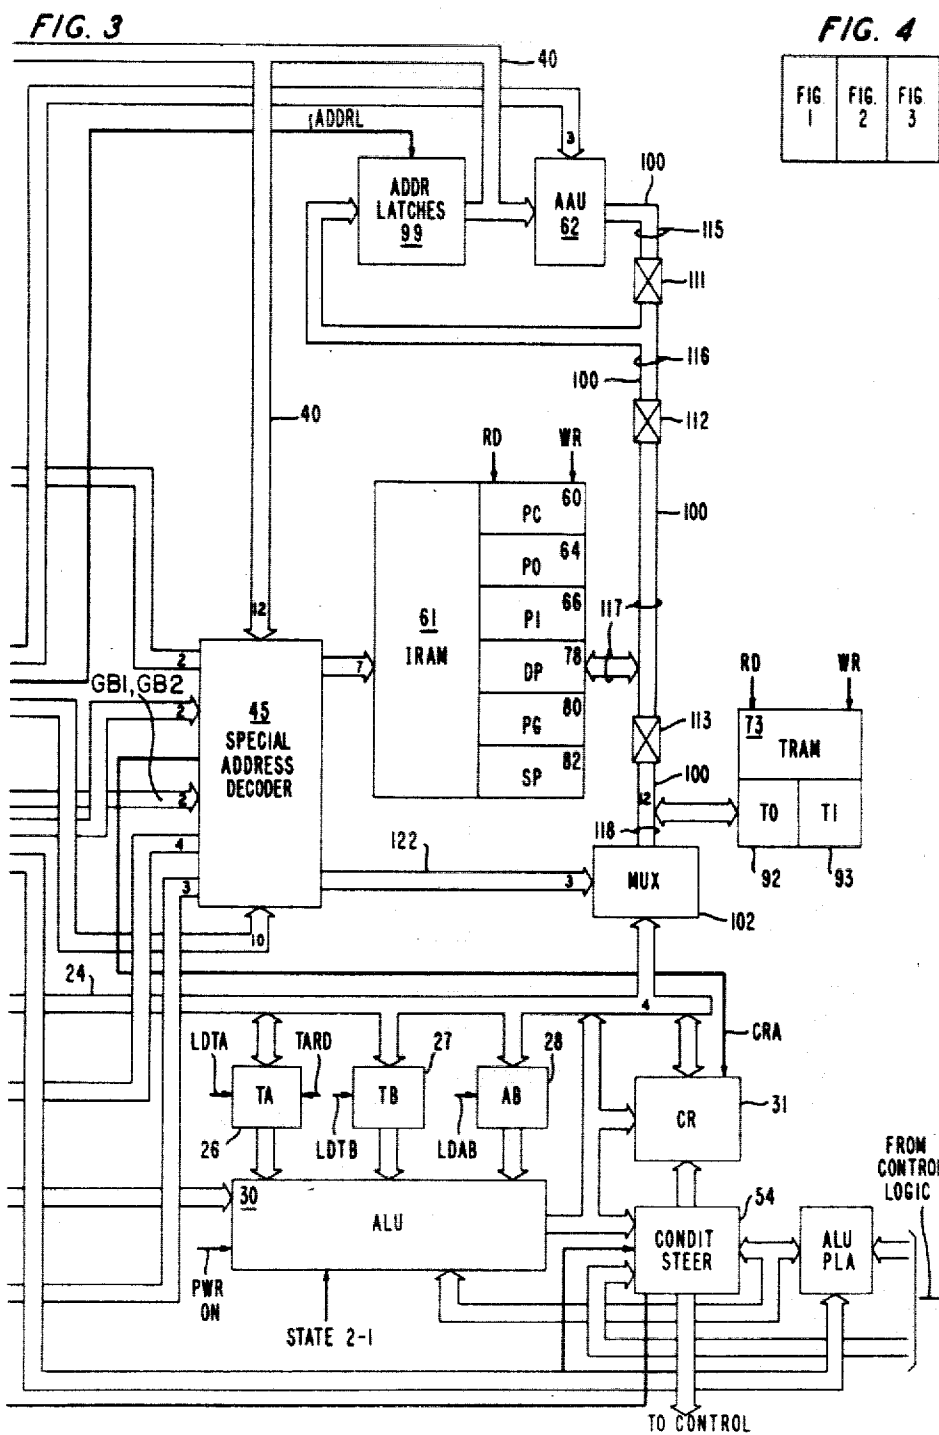 FIG. 3
FIG. 4
40
FIG. 1
FIG. 2
FIG. 3
ADDRL
3
ADDR LATCHES 99
AAU 62
100
115
111
116
100
112
40
RD
WR
60
PC
64
PO
66
PI
78
DP
80
PG
82
SP
61
IRAM
100
117
12
2
7
GB1, GB2
2
2
45
SPECIAL
ADDRESS
DECODER
RD
WR
113
73
TRAM
100
12
TO
T1
118
4
122
92
93
3
MUX
3
102
10
24
4
CRA
LDTA
TARD
27
28
TA
TB
AB
CR
31
26
LDTB
LDAB
FROM
CONTROL
LOGIC
30
ALU
54
CONDIT
STEER
ALU
PLA
PWR
ON
STATE 2-1
TO CONTROL